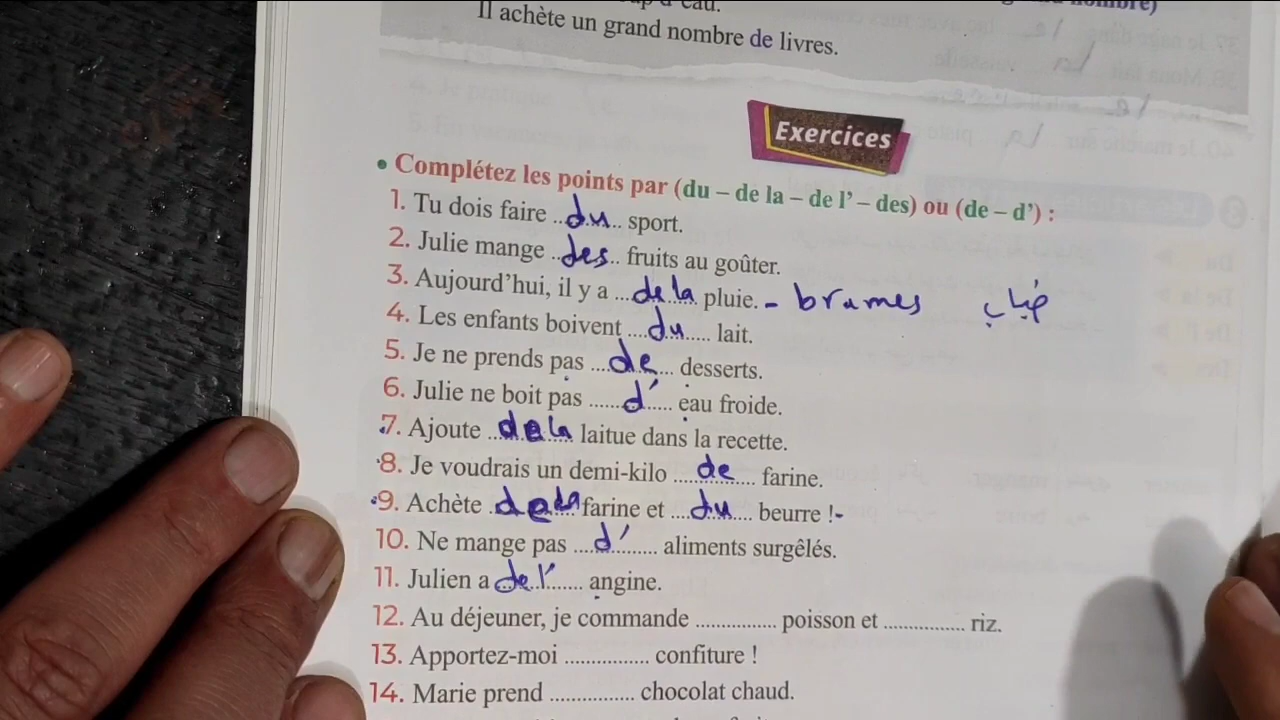 d'eau.
nombre)
Il achète un grand nombre de livres.
Exercices
• Complétez les points par (du – de la – de l' – des) ou (de – d') :
1. Tu dois faire ..du.. sport.
2. Julie mange ..des.. fruits au goûter.
3. Aujourd'hui, il y a ...de la... pluie. - brumes ضباب
4. Les enfants boivent ...du... lait.
5. Je ne prends pas ...de... desserts.
6. Julie ne boit pas ......d'..... eau froide.
7. Ajoute ...de la... laitue dans la recette.
8. Je voudrais un demi-kilo ....de.... farine.
9. Achète ..de la.. farine et ....du.... beurre !-
10. Ne mange pas ....d'..... aliments surgêlés.
11. Julien a ..de l'...... angine.
12. Au déjeuner, je commande ............... poisson et ............... riz.
13. Apportez-moi ............... confiture !
14. Marie prend ............... chocolat chaud.